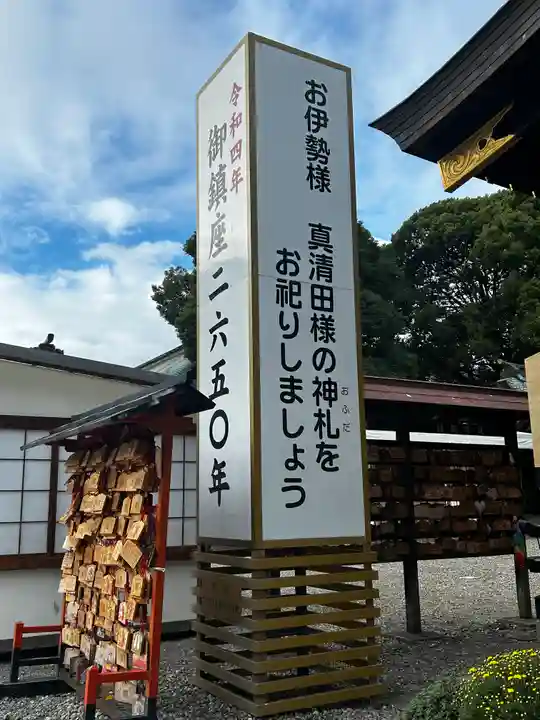 お伊勢様　真清田様の神札を
おふだ
お祀りしましょう
令和四年
御鎮座二六五〇年